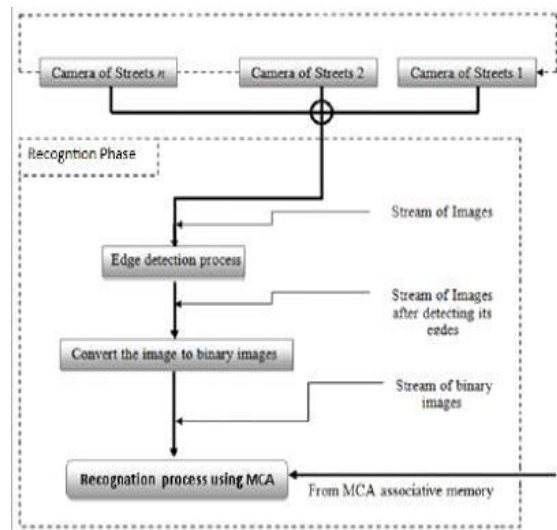 Camera of Streets n
Camera of Streets 2
Camera of Streets 1
Recogntion Phase
Stream of Images
Edge detection process
Stream of Images
after detecting its
egdes
Convert the image to binary images
Stream of binary
images
Recognation process using MCA
From MCA associative memory